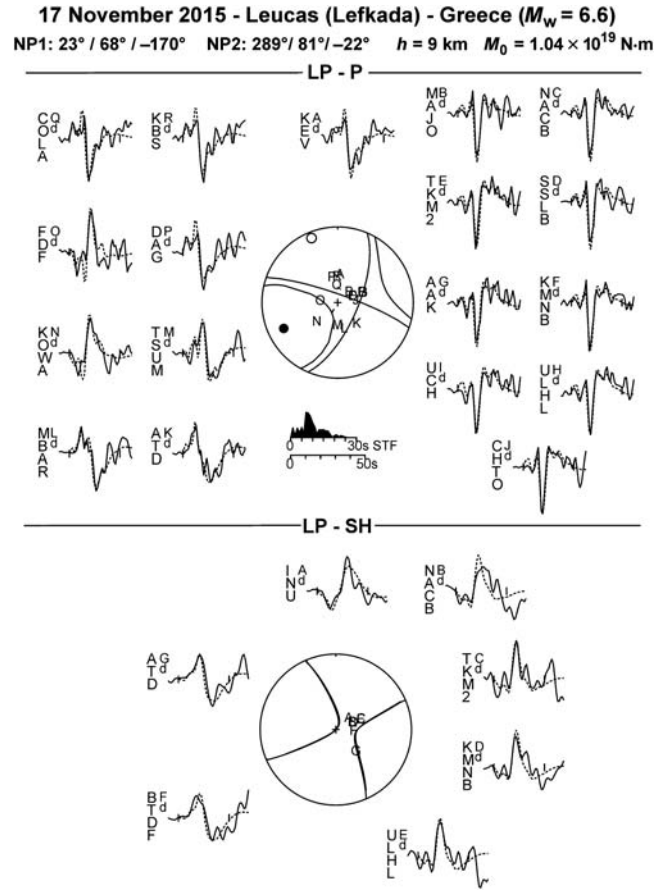 17 November 2015 - Leucas (Lefkada) - Greece (Mw = 6.6)
NP1: 23° / 68° / –170° NP2: 289°/ 81°/ –22° h = 9 km M0 = 1.04 × 10^19 N·m
LP - P
COLA Q d
KBS R d
KEV A d
MAJO B d
NACB C d
FDF O d
DAG P d
TKM2 E d
SSLB D d
KOWA N d
TSUM M d
AAK G d
KMNB F d
MBAR L d
ATD K d
UCH I d
ULHL H d
CHTO J d
O
N
M
K
+
0 30s STF
0 50s
LP - SH
INU A d
NACB B d
ATD G d
TKM2 C d
KMNB D d
BTDF F d
ULHL E d
G
+